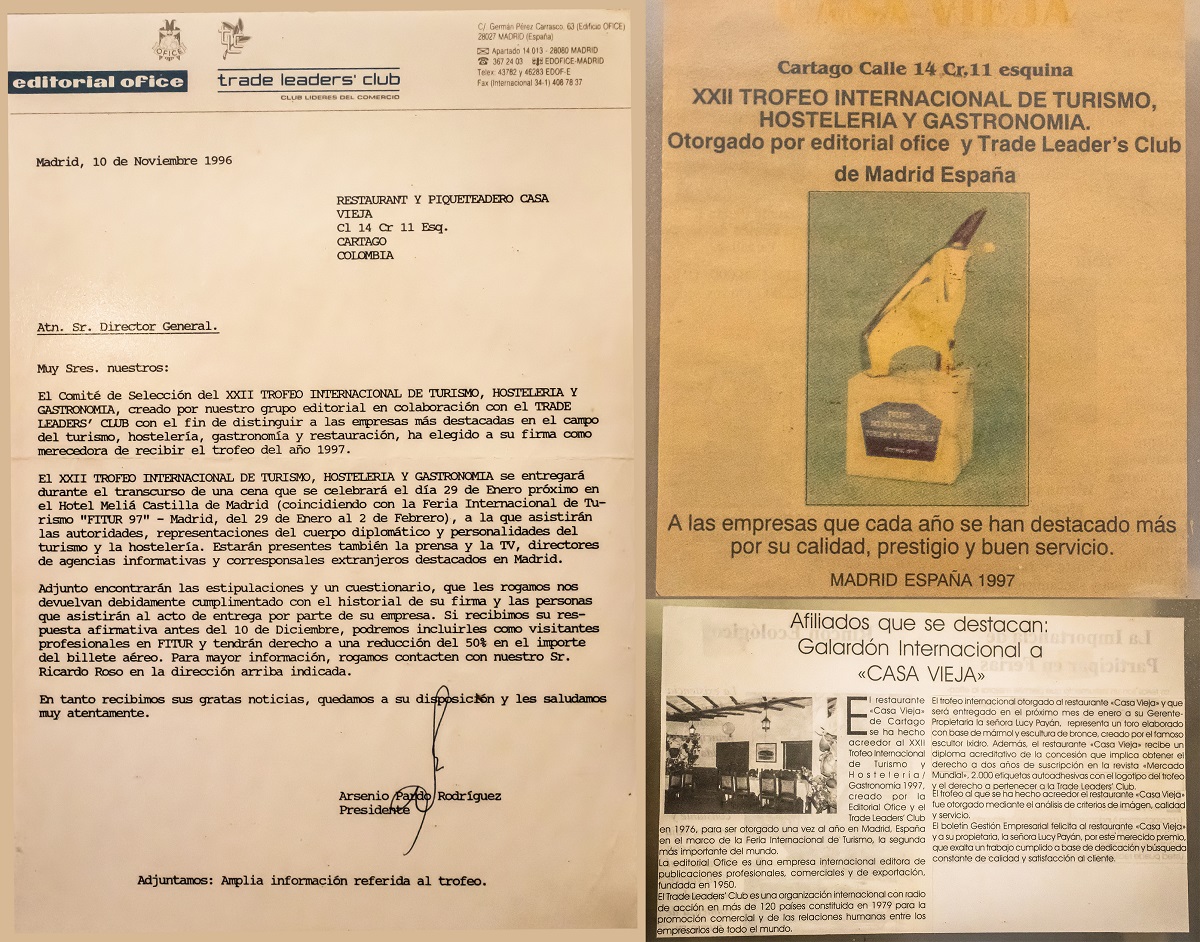 OFICE
editorial ofice
trade leaders' club
CLUB LIDERES DEL COMERCIO
C/. Germán Pérez Carrasco, 63 (Edificio OFICE)
28027 MADRID (España)
Apartado 14.013 - 28080 MADRID
367 24 03 EDOFICE-MADRID
Telex: 43782 y 46283 EDOF-E
Fax (Internacional 34-1) 408 78 37
Madrid, 10 de Noviembre 1996
RESTAURANT Y PIQUETEADERO CASA
VIEJA
Cl 14 Cr 11 Esq.
CARTAGO
COLOMBIA
Atn. Sr. Director General.
Muy Sres. nuestros:
El Comité de Selección del XXII TROFEO INTERNACIONAL DE TURISMO, HOSTELERIA Y
GASTRONOMIA, creado por nuestro grupo editorial en colaboración con el TRADE
LEADERS' CLUB con el fin de distinguir a las empresas más destacadas en el campo
del turismo, hostelería, gastronomía y restauración, ha elegido a su firma como
merecedora de recibir el trofeo del año 1997.
El XXII TROFEO INTERNACIONAL DE TURISMO, HOSTELERIA Y GASTRONOMIA se entregará
durante el transcurso de una cena que se celebrará el día 29 de Enero próximo en
el Hotel Meliá Castilla de Madrid (coincidiendo con la Feria Internacional de Tu-
rismo "FITUR 97" - Madrid, del 29 de Enero al 2 de Febrero), a la que asistirán
las autoridades, representaciones del cuerpo diplomático y personalidades del
turismo y la hostelería. Estarán presentes también la prensa y la TV, directores
de agencias informativas y corresponsales extranjeros destacados en Madrid.
Adjunto encontrarán las estipulaciones y un cuestionario, que les rogamos nos
devuelvan debidamente cumplimentado con el historial de su firma y las personas
que asistirán al acto de entrega por parte de su empresa. Si recibimos su res-
puesta afirmativa antes del 10 de Diciembre, podremos incluirles como visitantes
profesionales en FITUR y tendrán derecho a una reducción del 50% en el importe
del billete aéreo. Para mayor información, rogamos contacten con nuestro Sr.
Ricardo Roso en la dirección arriba indicada.
En tanto recibimos sus gratas noticias, quedamos a su disposición y les saludamos
muy atentamente.
Arsenio Pardo Rodríguez
Presidente
Adjuntamos: Amplia información referida al trofeo.
CASA VIEJA
Cartago Calle 14 Cr,11 esquina
XXII TROFEO INTERNACIONAL DE TURISMO,
HOSTELERIA Y GASTRONOMIA.
Otorgado por editorial ofice y Trade Leader's Club
de Madrid España
A las empresas que cada año se han destacado más
por su calidad, prestigio y buen servicio.
MADRID ESPAÑA 1997
Afiliados que se destacan:
Galardón Internacional a
«CASA VIEJA»
El restaurante
«Casa Vieja»
de Cartago
se ha hecho
acreedor al XXII
Trofeo Internacional
de Turismo y
Hostelería/
Gastronomía 1997,
creado por la
Editorial Ofice y el
Trade Leaders' Club
en 1976, para ser otorgado una vez al año en Madrid, España
en el marco de la Feria Internacional de Turismo, la segunda
más importante del mundo.
La editorial Ofice es una empresa internacional editora de
publicaciones profesionales, comerciales y de exportación,
fundada en 1950.
El Trade Leaders' Club es una organización internacional con radio
de acción en más de 120 países constituida en 1979 para la
promoción comercial y de las relaciones humanas entre los
empresarios de todo el mundo.
El trofeo internacional otorgado al restaurante «Casa Vieja» y que
será entregado en el próximo mes de enero a su Gerente-
Propietaria la señora Lucy Payán, representa un toro elaborado
con base de mármol y escultura de bronce, creado por el famoso
escultor Ixidro. Además, el restaurante «Casa Vieja» recibe un
diploma acreditativo de la concesión que implica obtener el
derecho a dos años de suscripción en la revista «Mercado
Mundial», 2.000 etiquetas autoadhesivas con el logotipo del trofeo
y el derecho a pertenecer a la Trade Leaders' Club.
El trofeo al que se ha hecho acreedor el restaurante «Casa Vieja»
fue otorgado mediante el análisis de criterios de imágen, calidad
y servicio.
El boletín Gestión Empresarial felicita al restaurante «Casa Vieja»
y a su propietaria, la señora Lucy Payán, por este merecido premio,
que exalta un trabajo cumplido a base de dedicación y búsqueda
constante de calidad y satisfacción al cliente.